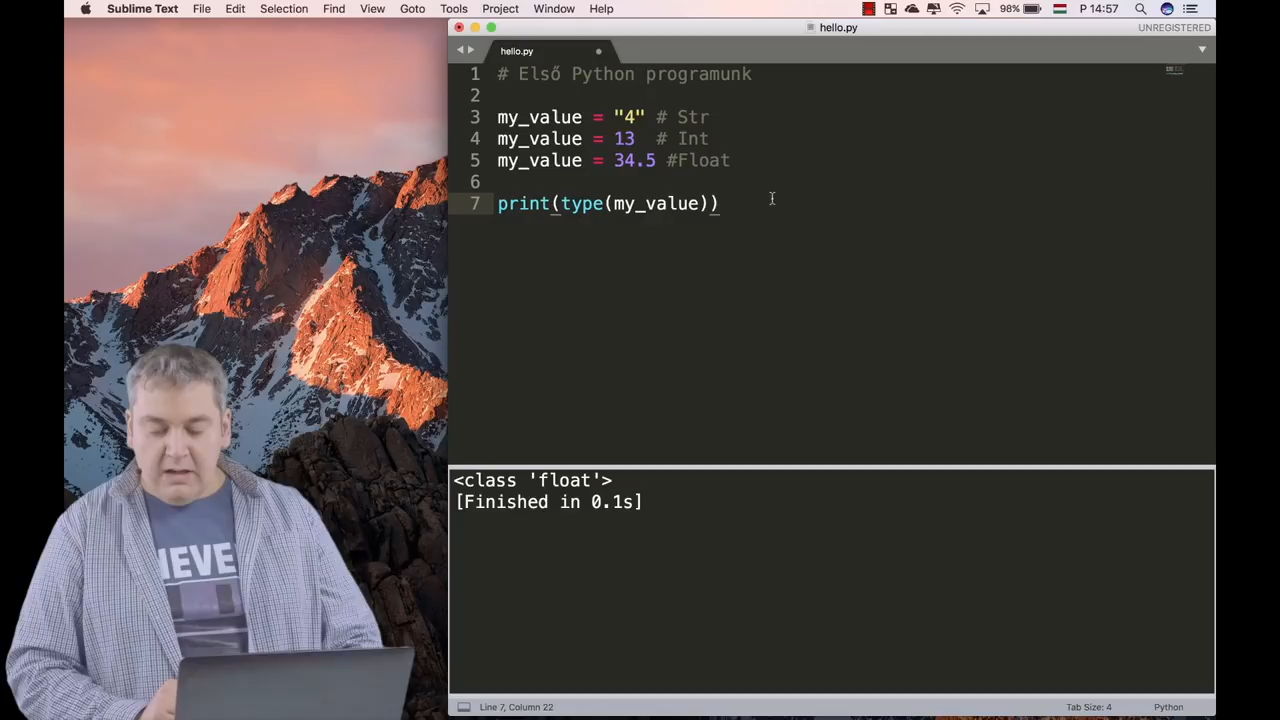 Sublime Text File Edit Selection Find View Goto Tools Project Window Help 98% P 14:57
hello.py UNREGISTERED
hello.py
1 # Első Python programunk
2
3 my_value = "4" # Str
4 my_value = 13 # Int
5 my_value = 34.5 #Float
6
7 print(type(my_value))
<class 'float'>
[Finished in 0.1s]
IEVE
Line 7, Column 22 Tab Size: 4 Python